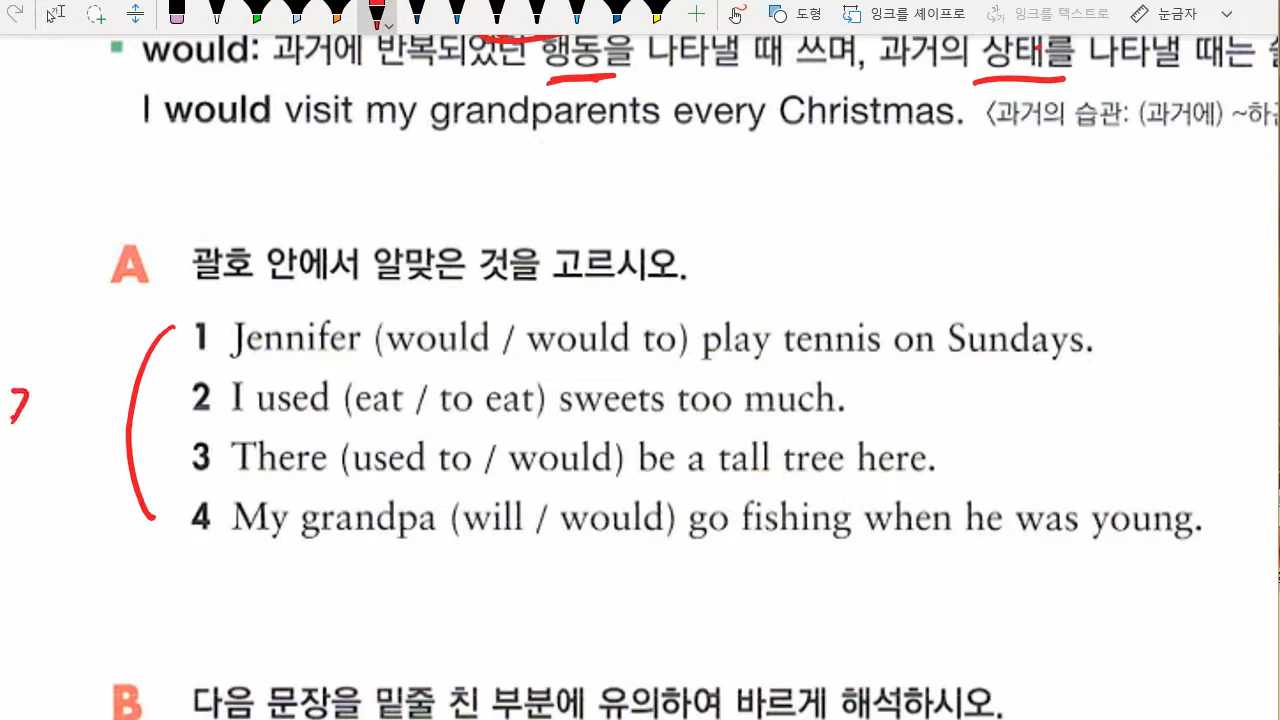 도형 잉크를 셰이프로 잉크를 텍스트로 눈금자
would: 과거에 반복되었던 행동을 나타낼 때 쓰며, 과거의 상태를 나타낼 때는
I would visit my grandparents every Christmas. 〈과거의 습관: (과거에) ~하
A 괄호 안에서 알맞은 것을 고르시오.
1 Jennifer (would / would to) play tennis on Sundays.
2 I used (eat / to eat) sweets too much.
3 There (used to / would) be a tall tree here.
4 My grandpa (will / would) go fishing when he was young.
B 다음 문장을 밑줄 친 부분에 유의하여 바르게 해석하시오.